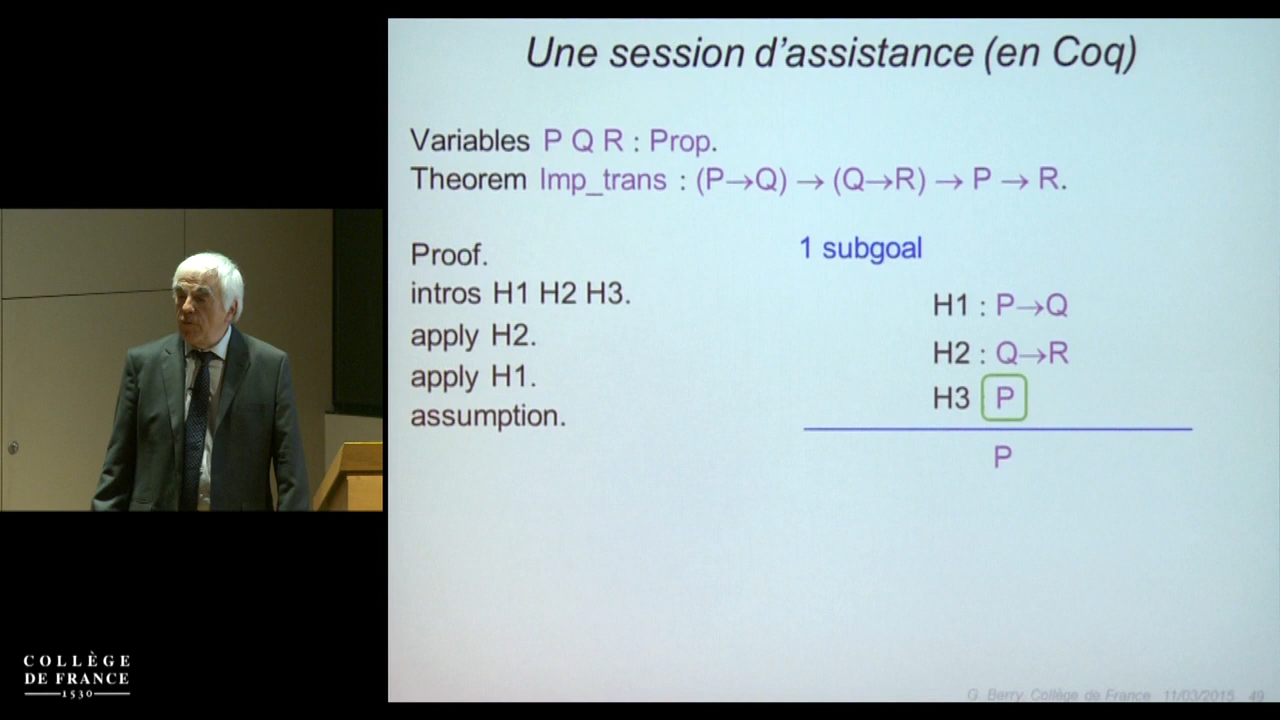 Une session d'assistance (en Coq)
Variables P Q R : Prop.
Theorem Imp_trans : (P→Q) → (Q→R) → P → R.
Proof.
intros H1 H2 H3.
apply H2.
apply H1.
assumption.
1 subgoal
H1 : P→Q
H2 : Q→R
H3 P
P
COLLÈGE
DE FRANCE
1530
G. Berry, Collège de France 11/03/2015 49